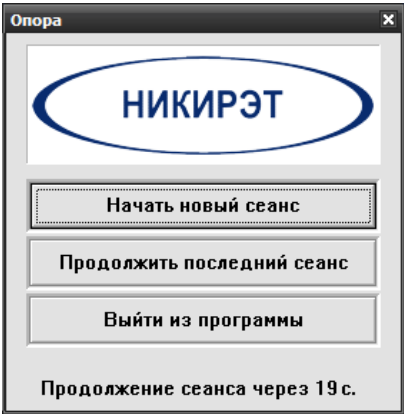 Опора
НИКИРЭТ
Начать новый сеанс
Продолжить последний сеанс
Выйти из программы
Продолжение сеанса через 19 с.